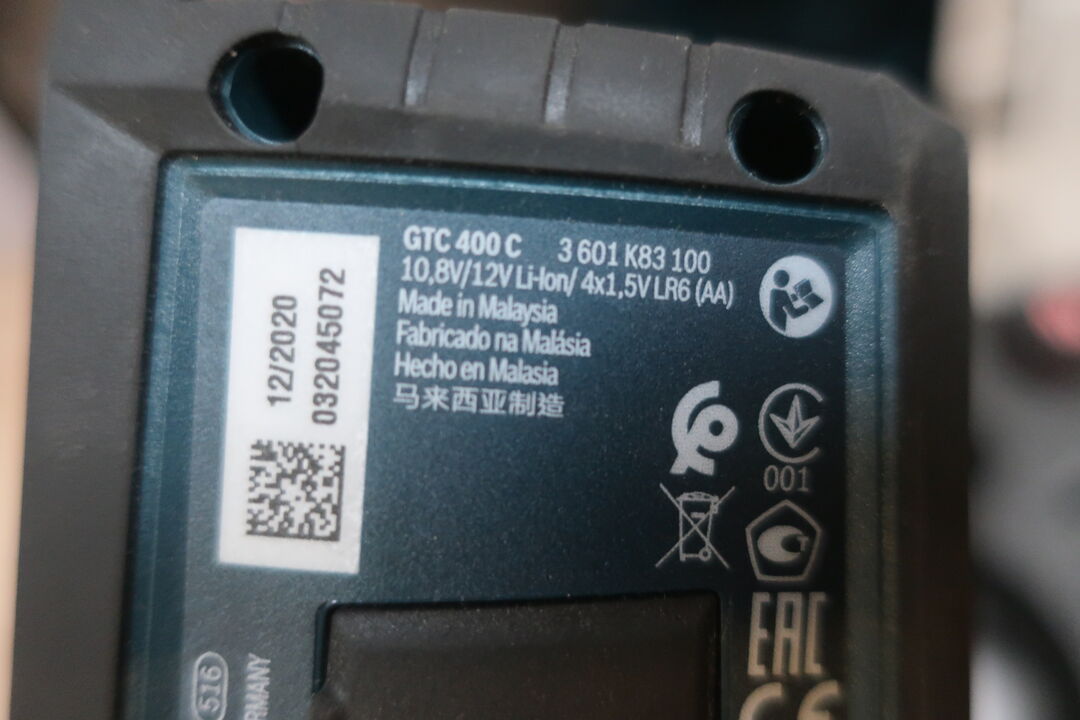 GTC 400 C 3 601 K83 100
10,8V/12V Li-Ion/ 4x1,5V LR6 (AA)
Made in Malaysia
Fabricado na Malásia
Hecho en Malasia
马来西亚制造
12/2020
032045072
001
EAC
CE
516